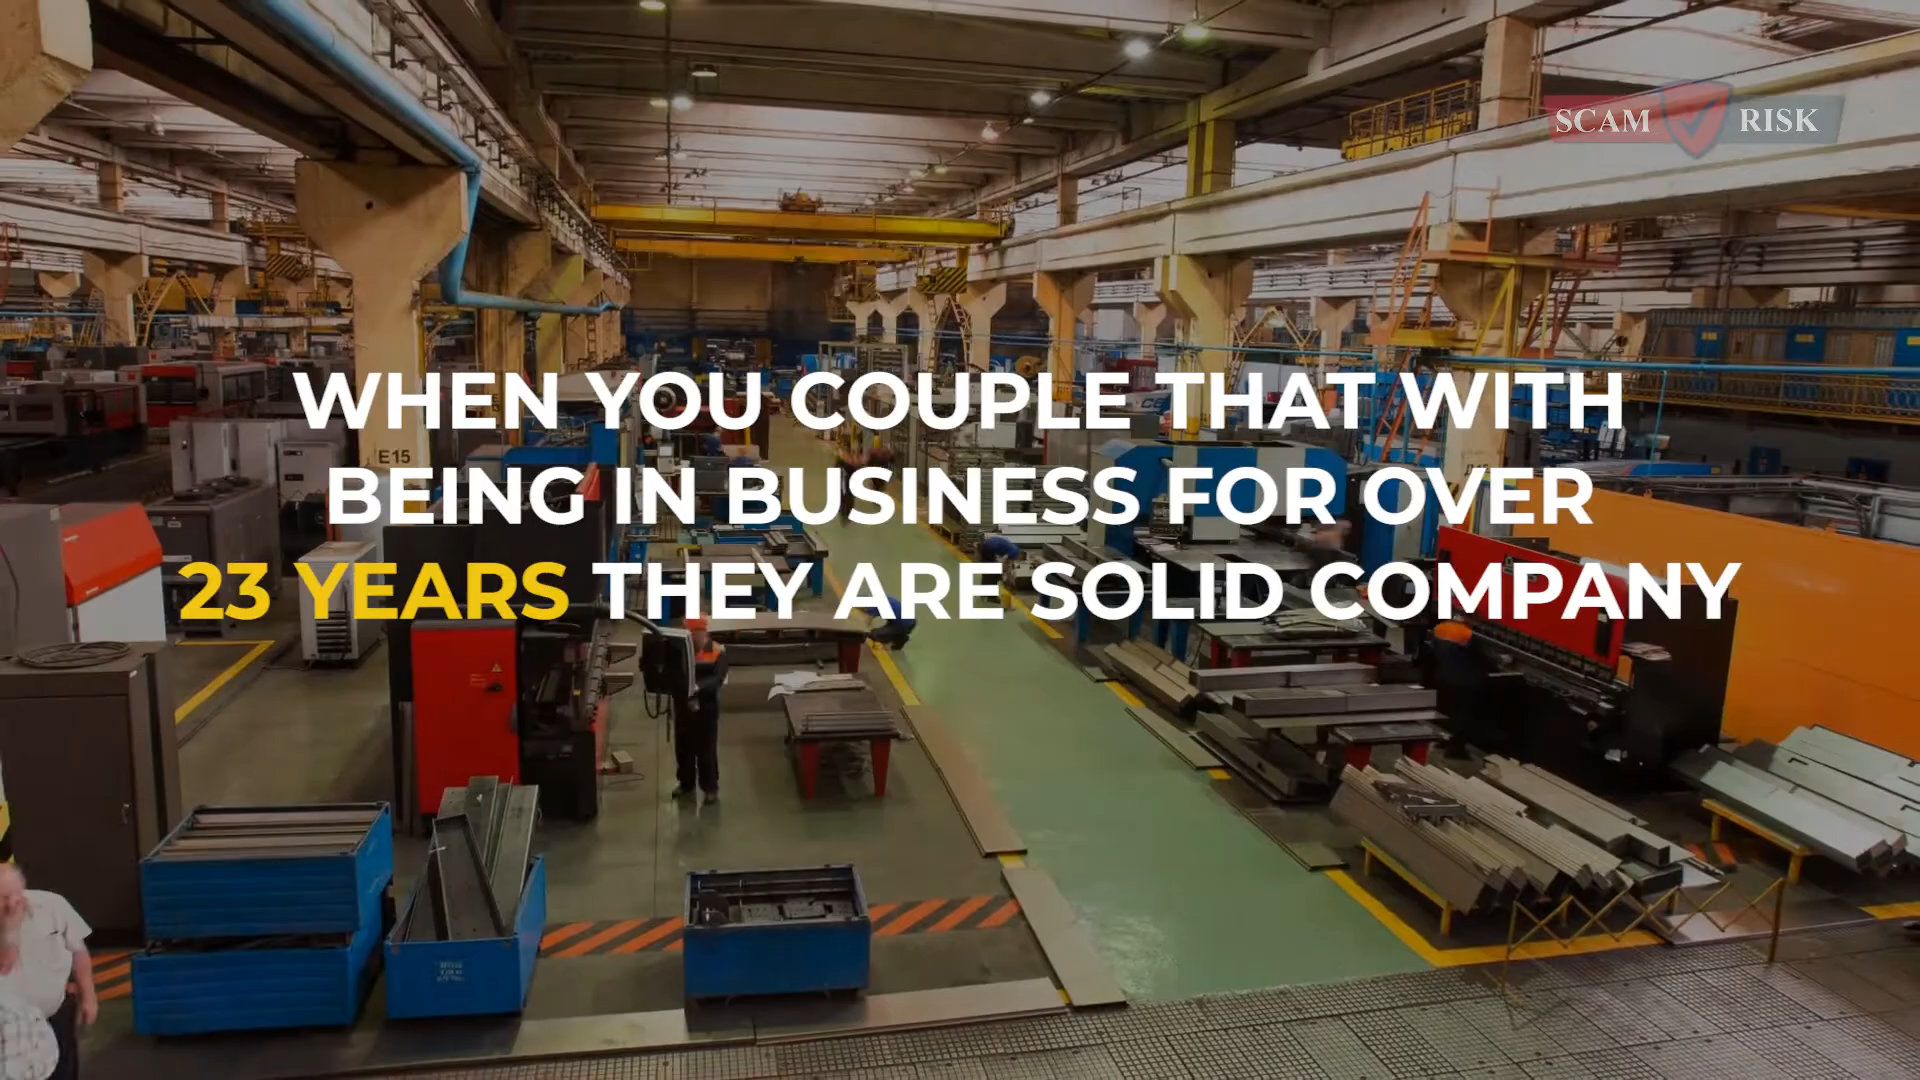 SCAM RISK
WHEN YOU COUPLE THAT WITH
BEING IN BUSINESS FOR OVER
23 YEARS THEY ARE SOLID COMPANY
E15